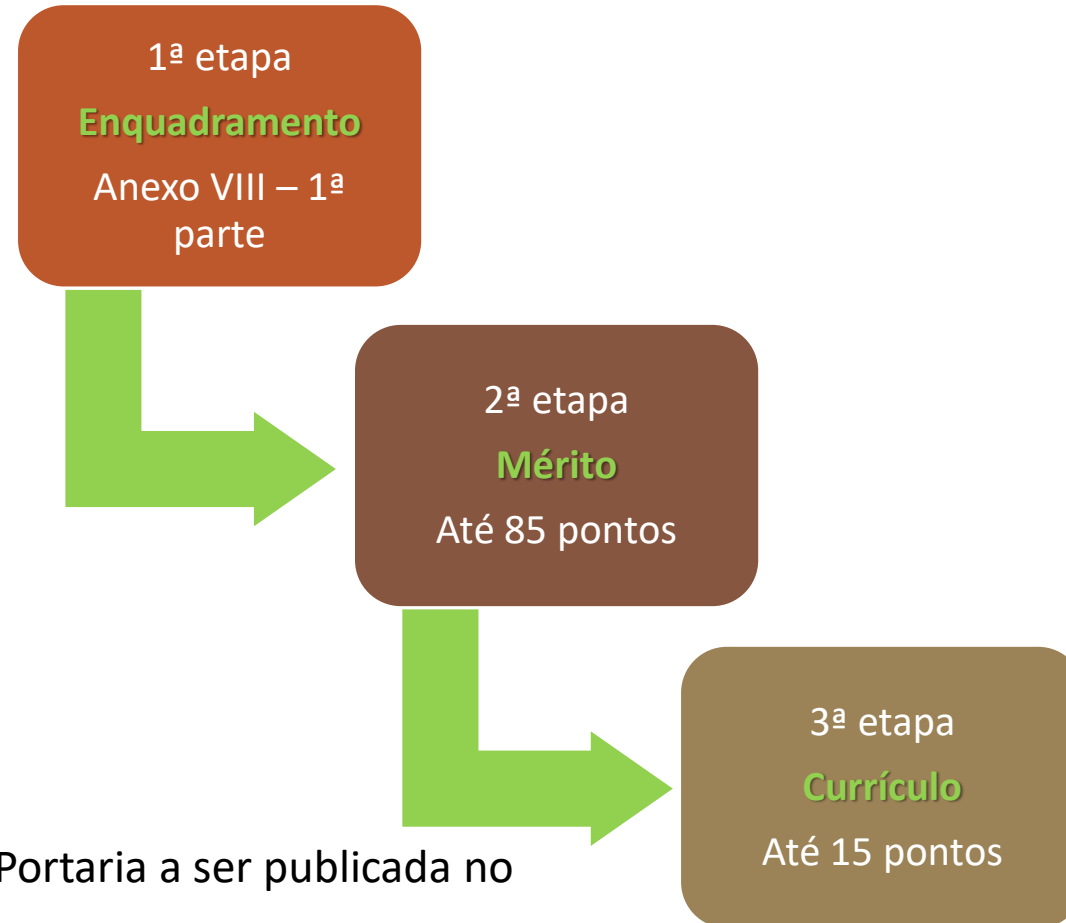 1ª etapa
Enquadramento
Anexo VIII – 1ª
parte
2ª etapa
Mérito
Até 85 pontos
3ª etapa
Currículo
Até 15 pontos
Portaria a ser publicada no